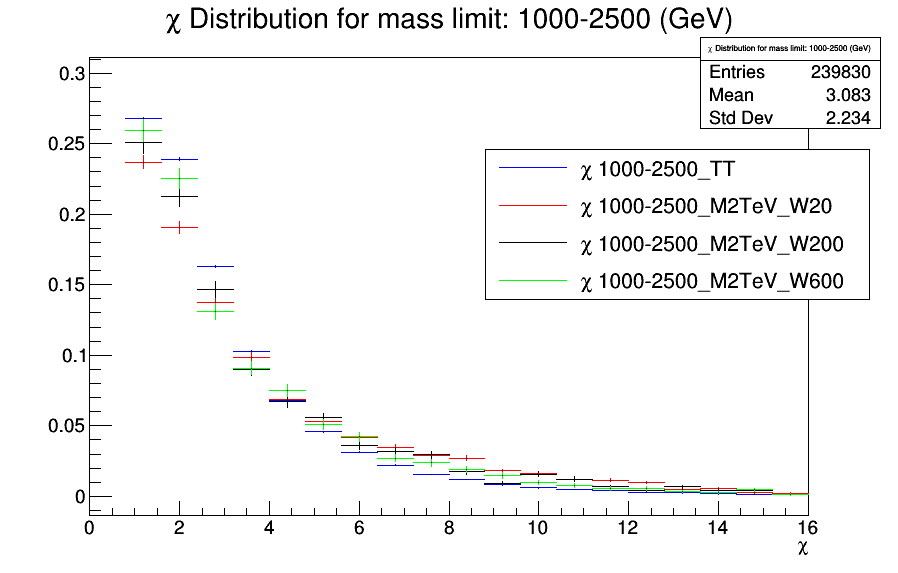 χ Distribution for mass limit: 1000-2500 (GeV)
χ Distribution for mass limit: 1000-2500 (GeV)
Entries 239830
Mean 3.083
Std Dev 2.234
χ 1000-2500_TT
χ 1000-2500_M2TeV_W20
χ 1000-2500_M2TeV_W200
χ 1000-2500_M2TeV_W600
0.3
0.25
0.2
0.15
0.1
0.05
0
0 2 4 6 8 10 12 14 16
χ